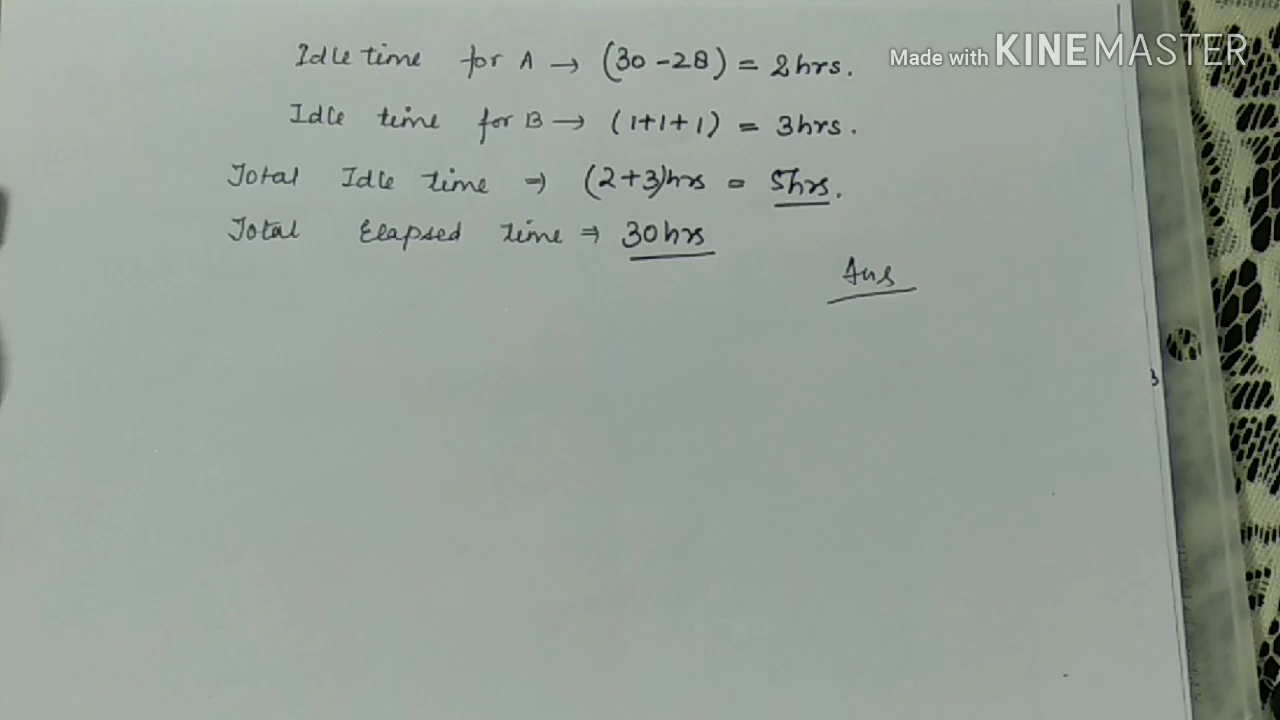 Made with KINEMASTER
Idle time for A → (30-28) = 2hrs.
Idle time for B → (1+1+1) = 3hrs.
Total Idle time ⇒ (2+3)hrs = 5hrs.
Total Elapsed time ⇒ 30hrs
Ans
3